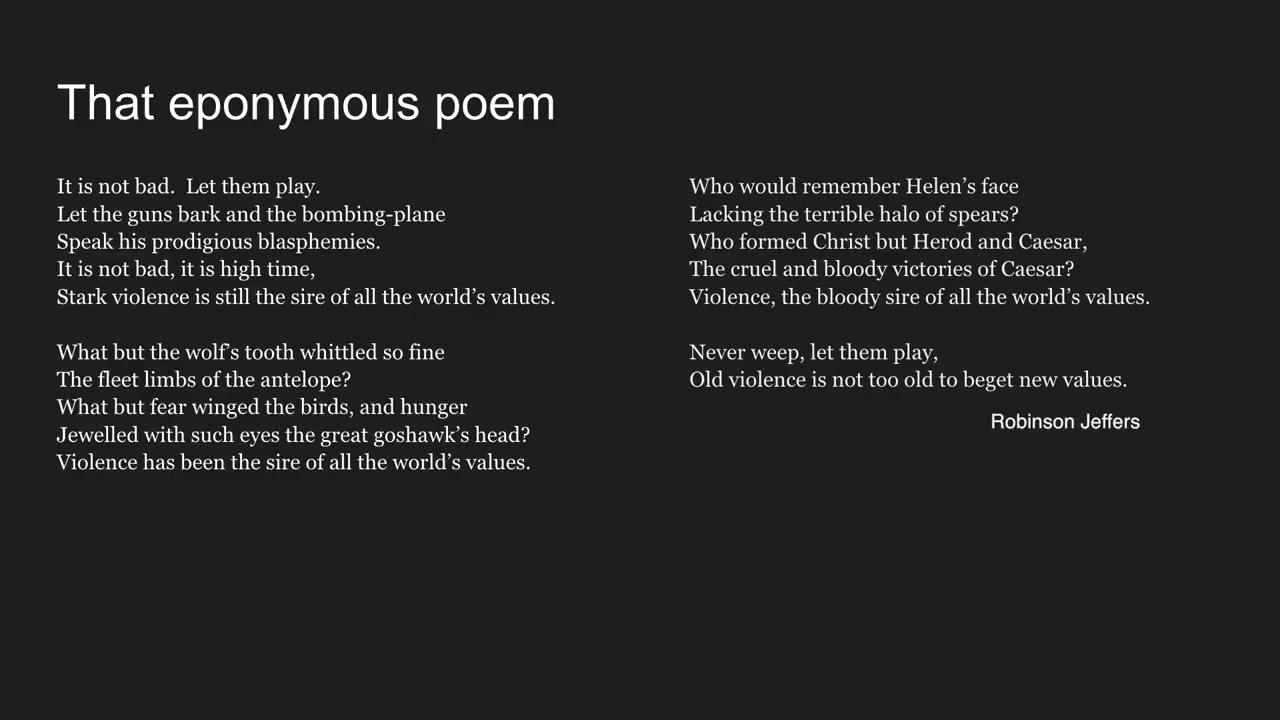 That eponymous poem
It is not bad.  Let them play.
Let the guns bark and the bombing-plane
Speak his prodigious blasphemies.
It is not bad, it is high time,
Stark violence is still the sire of all the world’s values.
What but the wolf’s tooth whittled so fine
The fleet limbs of the antelope?
What but fear winged the birds, and hunger
Jewelled with such eyes the great goshawk’s head?
Violence has been the sire of all the world’s values.
Who would remember Helen’s face
Lacking the terrible halo of spears?
Who formed Christ but Herod and Caesar,
The cruel and bloody victories of Caesar?
Violence, the bloody sire of all the world’s values.
Never weep, let them play,
Old violence is not too old to beget new values.
Robinson Jeffers